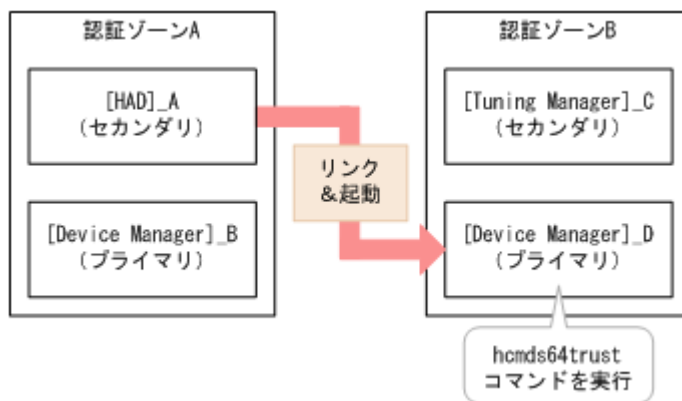 認証ゾーンA
[HAD]_A
(セカンダリ)
[Device Manager]_B
(プライマリ)
リンク
&起動
認証ゾーンB
[Tuning Manager]_C
(セカンダリ)
[Device Manager]_D
(プライマリ)
hcmds64trust
コマンドを実行